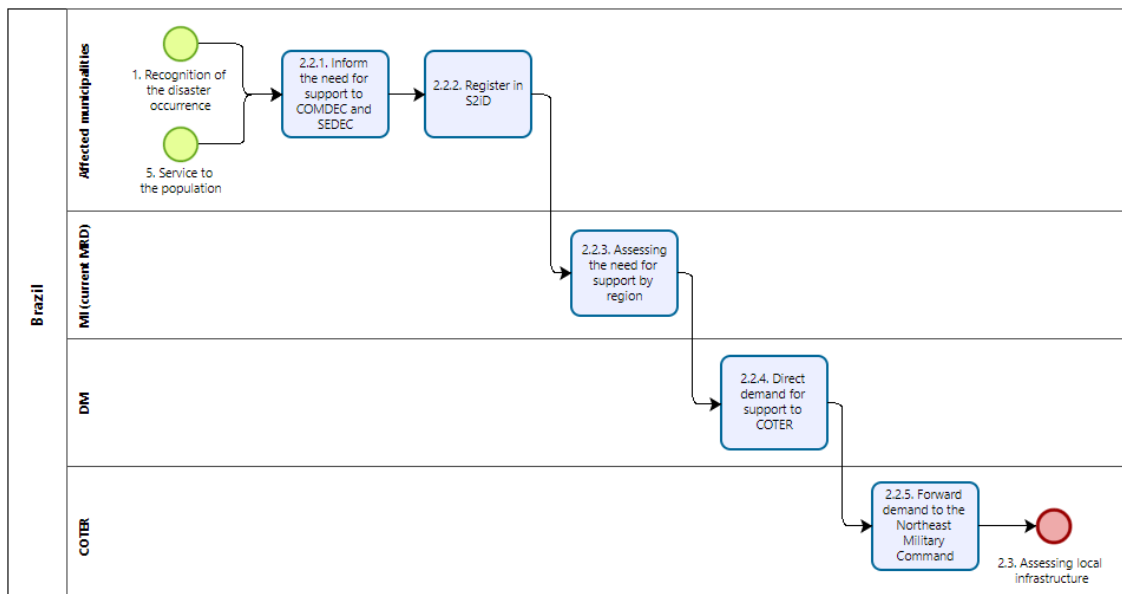 Brazil
Affected municipalities
1. Recognition of
the disaster
occurrence
5. Service to
the population
2.2.1. Inform
the need for
support to
COMDEC and
SEDEC
2.2.2. Register in
S2ID
MI (current MRD)
2.2.3. Assessing
the need for
support by
region
DM
2.2.4. Direct
demand for
support to
COTER
COTER
2.2.5. Forward
demand to the
Northeast
Military
Command
2.3. Assessing local
infrastructure